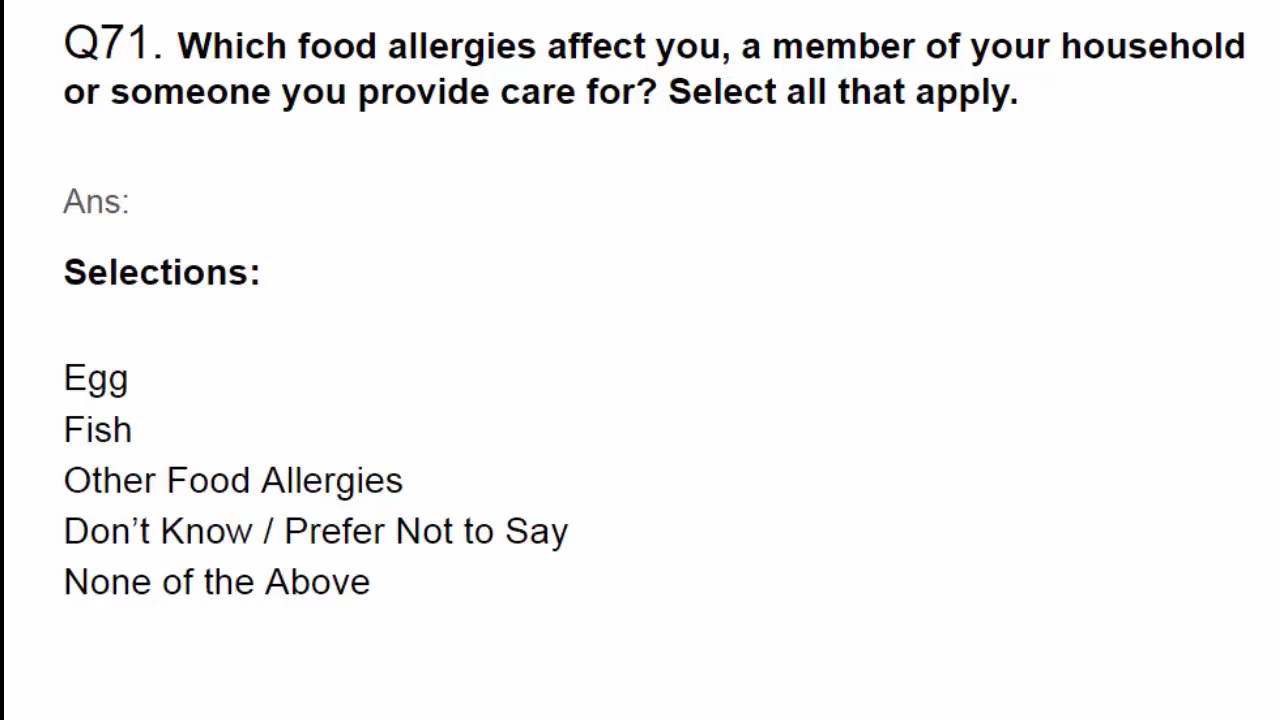 Q71. Which food allergies affect you, a member of your household
or someone you provide care for? Select all that apply.
Ans:
Selections:
Egg
Fish
Other Food Allergies
Don’t Know / Prefer Not to Say
None of the Above